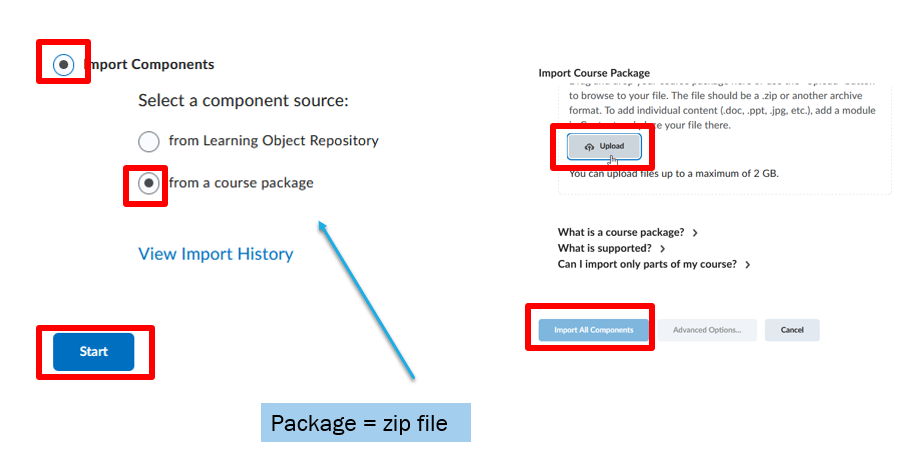 Import Components
Select a component source:
from Learning Object Repository
from a course package
View Import History
Start
Package = zip file
Import Course Package
to browse to your file. The file should be a .zip or another archive
format. To add individual content (.doc, .ppt, .jpg, etc.), add a module
your file there.
Upload
You can upload files up to a maximum of 2 GB.
What is a course package?
What is supported?
Can I import only parts of my course?
Import All Components
Advanced Options...
Cancel